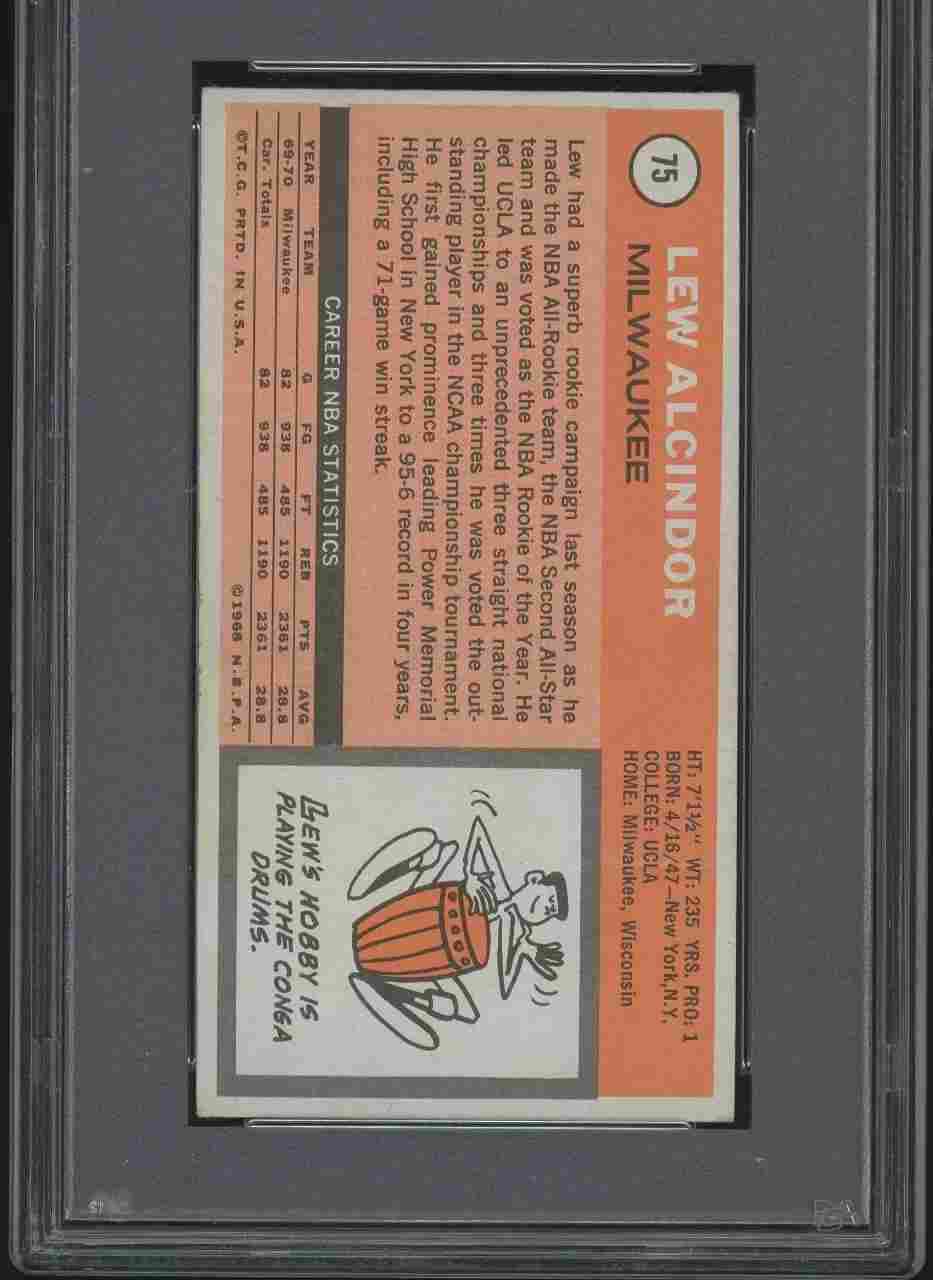 75
LEW ALCINDOR
MILWAUKEE
HT: 7'1½" WT: 235 YRS. PRO: 1
BORN: 4/16/47—New York, N.Y.
COLLEGE: UCLA
HOME: Milwaukee, Wisconsin
Lew had a superb rookie campaign last season as he
made the NBA All-Rookie team, the NBA Second All-Star
team and was voted as the NBA Rookie of the Year. He
led UCLA to an unprecedented three straight national
championships and three times he was voted the out-
standing player in the NCAA championship tournament.
He first gained prominence leading Power Memorial
High School in New York to a 95-6 record in four years,
including a 71-game win streak.
CAREER NBA STATISTICS
YEAR TEAM G FG FT REB PTS AVG
69-70 Milwaukee 82 938 485 1190 2361 28.8
Car. Totals 82 938 485 1190 2361 28.8
©T.C.G. PRTD. IN U.S.A. ©1968 N.B.P.A.
LEW'S HOBBY IS
PLAYING THE CONGA
DRUMS.